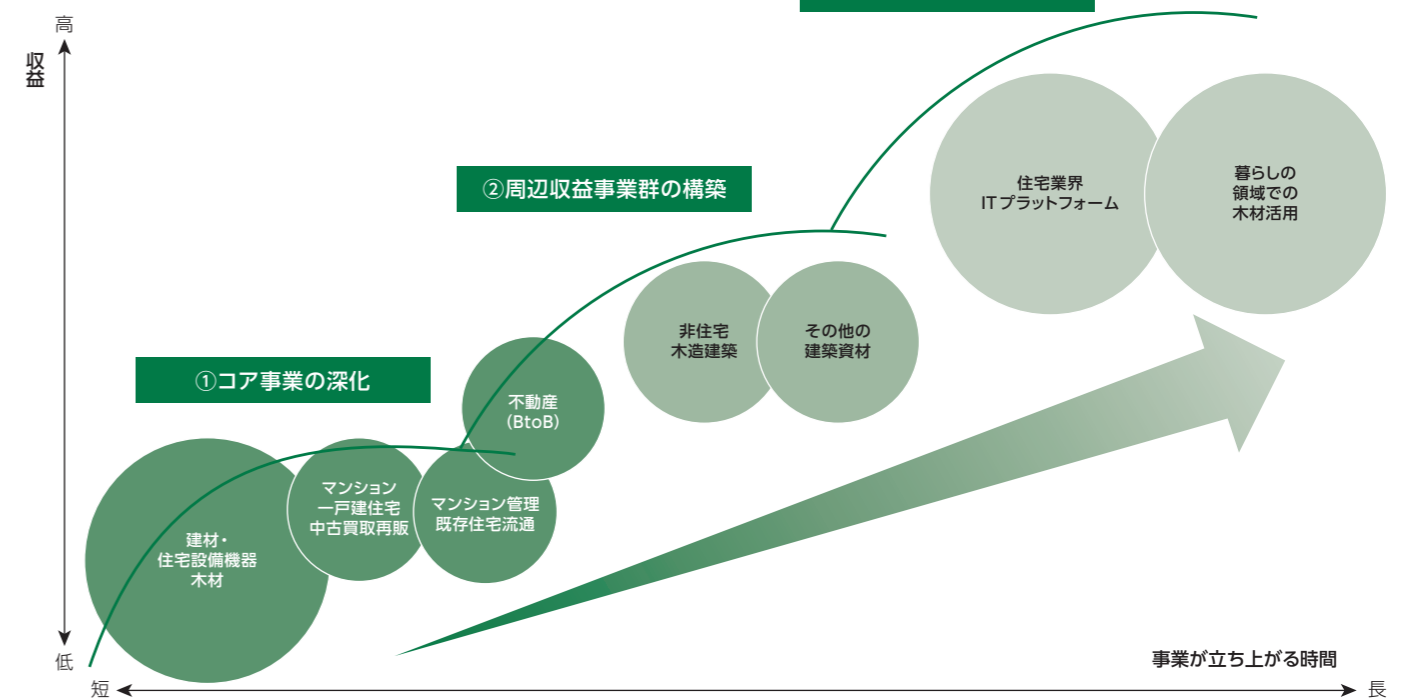 高
収益
②周辺収益事業群の構築
住宅業界
ITプラットフォーム
暮らしの
領域での
木材活用
非住宅
木造建築
その他の
建築資材
①コア事業の深化
不動産
(BtoB)
マンション
一戸建住宅
中古買取再販
マンション管理
既存住宅流通
建材・
住宅設備機器
木材
低
事業が立ち上がる時間
短
長